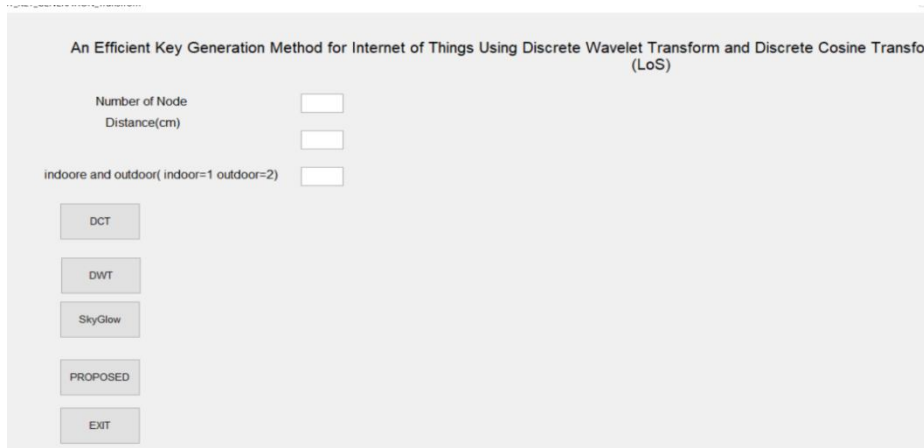 An Efficient Key Generation Method for Internet of Things Using Discrete Wavelet Transform and Discrete Cosine Transfo
(LoS)
Number of Node
Distance(cm)
indoore and outdoor( indoor=1 outdoor=2)
DCT
DWT
SkyGlow
PROPOSED
EXIT